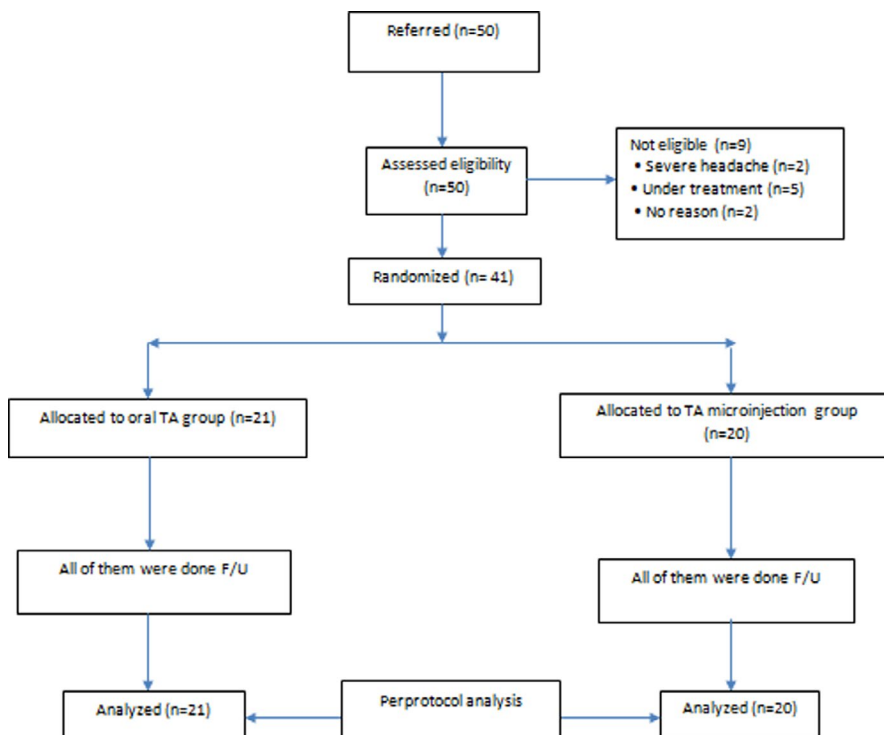 Referred (n=50)
Assessed eligibility
(n=50)
Not eligible (n=9)
• Severe headache (n=2)
• Under treatment (n=5)
• No reason (n=2)
Randomized (n= 41)
Allocated to oral TA group (n=21)
Allocated to TA microinjection group
(n=20)
All of them were done F/U
All of them were done F/U
Analyzed (n=21)
Perprotocol analysis
Analyzed (n=20)